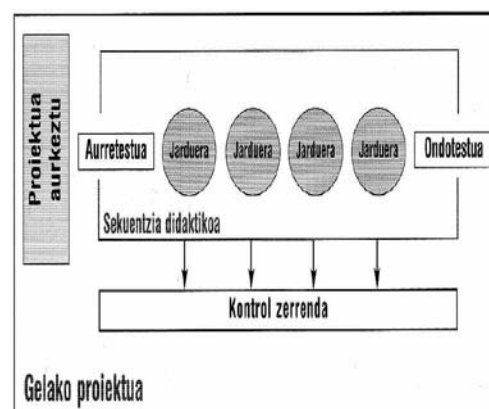 Proiektua
aurkeztu
Aurretestua
Jarduera
Jarduera
Jarduera
Jarduera
Ondotestua
Sekuentzia didaktikoa
Kontrol zerrenda
Gelako proiektua